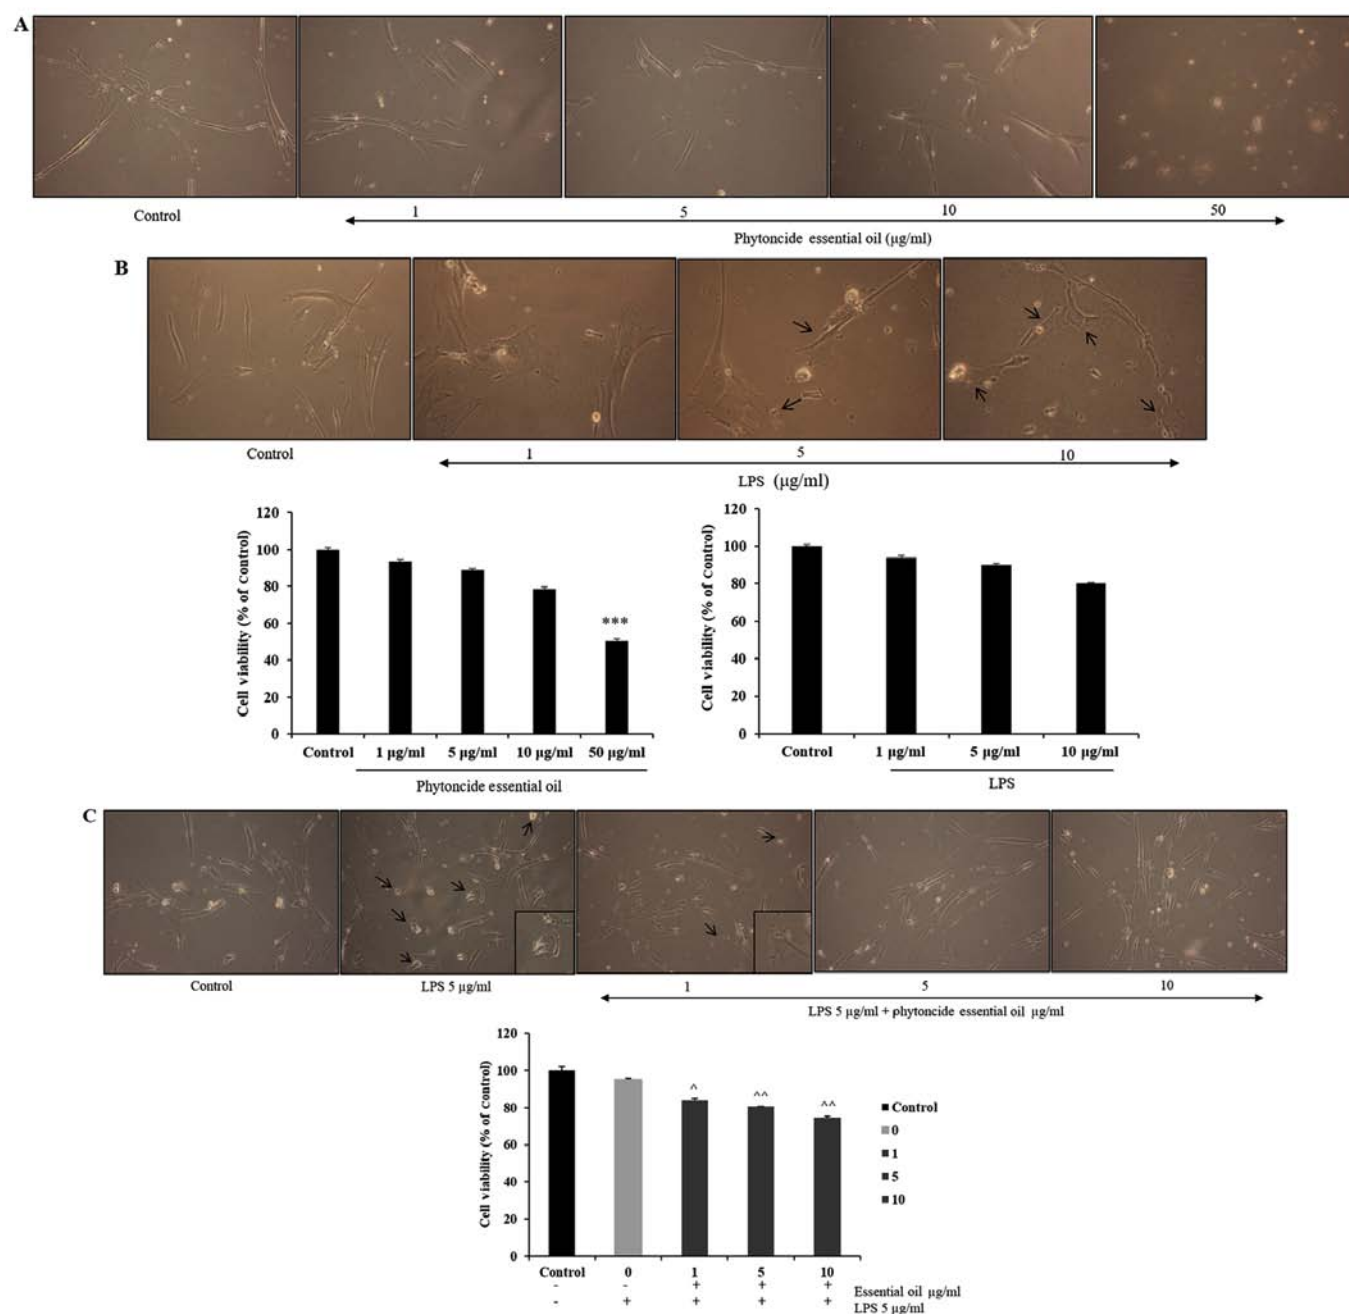 A
Control 1 5 10 50
Phytoncide essential oil (µg/ml)
B
Control 1 5 10
LPS (µg/ml)
Cell viability (% of Control)
120
100
80
60
40
20
0
***
Control 1 µg/ml 5 µg/ml 10 µg/ml 50 µg/ml
Phytoncide essential oil
Cell viability (% of Control)
120
100
80
60
40
20
0
Control 1 µg/ml 5 µg/ml 10 µg/ml
LPS
C
Control LPS 5 µg/ml 1 5 10
LPS 5 µg/ml + phytoncide essential oil µg/ml
Cell viability (% of Control)
120
100
80
60
40
20
0
^ ^^ ^^
Control
0
1
5
10
Control 0 1 5 10
- - + + + Essential oil µg/ml
- + + + + LPS 5 µg/ml